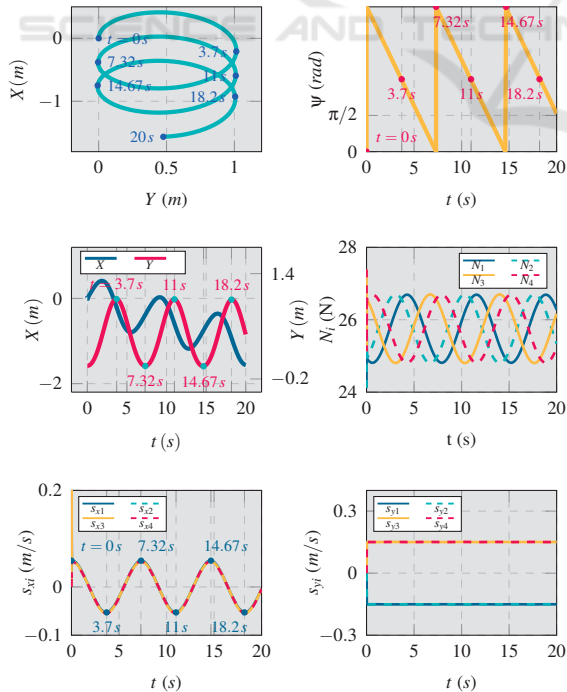 SCIENCE AND TECHN
0
−1
X (m)
t = 0s
7.32s
14.67s
3.7s
11s
18.2s
20s
0 0.5 1
Y (m)
Ψ (rad)
π/2
0
7.32s
14.67s
3.7s
11s
18.2s
t = 0s
0 5 10 15 20
t (s)
X Y
t = 3.7s
11s
18.2s
7.32s
14.67s
0
−2
X (m)
1.4
−0.2
Y (m)
0 5 10 15 20
t (s)
N1 N2
N3 N4
28
26
24
Ni (N)
0 5 10 15 20
t (s)
sx1 sx2
sx3 sx4
t = 0s 7.32s 14.67s
3.7s 11s 18.2s
0.2
0
−0.1
sxi (m/s)
0 5 10 15 20
t (s)
sy1 sy2
sy3 sy4
0.3
0
−0.3
syi (m/s)
0 5 10 15 20
t (s)